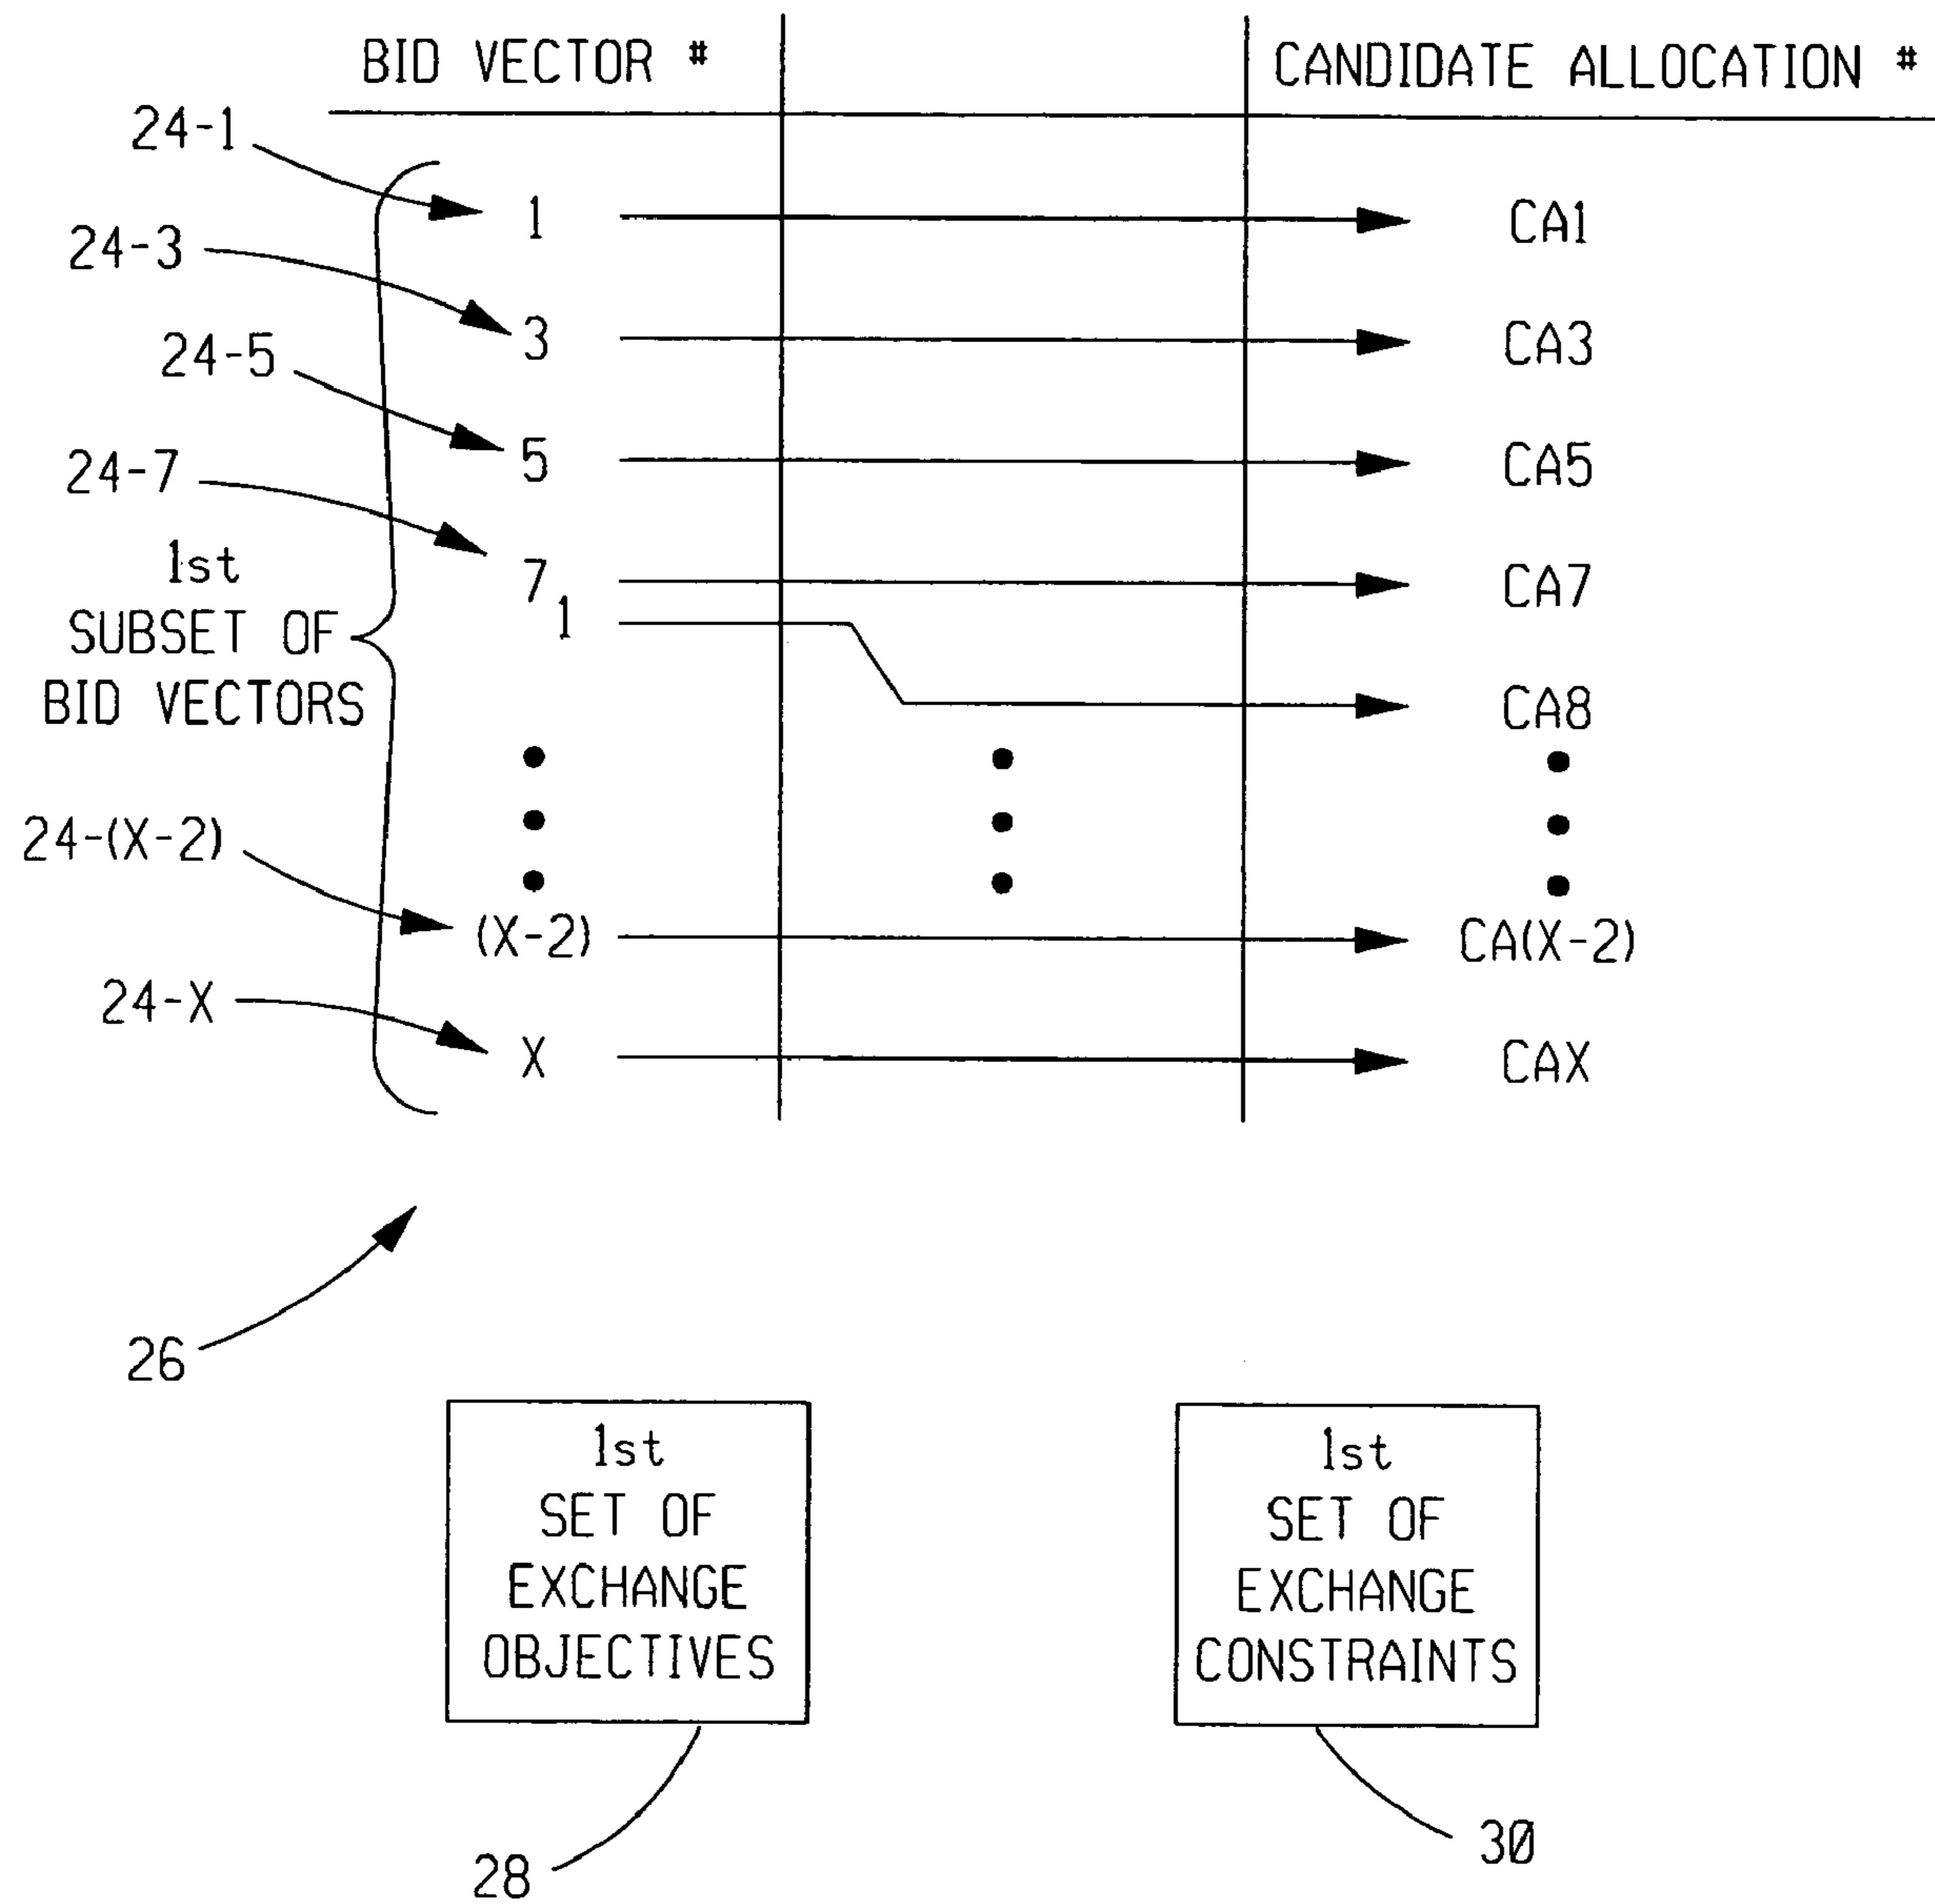 BID VECTOR #
CANDIDATE ALLOCATION #
24-1
1
CA1
24-3
3
CA3
24-5
5
CA5
24-7
7
CA7
1
CA8
1st
SUBSET OF
BID VECTORS
24-(X-2)
(X-2)
CA(X-2)
24-X
X
CAX
26
1st
SET OF
EXCHANGE
OBJECTIVES
28
1st
SET OF
EXCHANGE
CONSTRAINTS
30